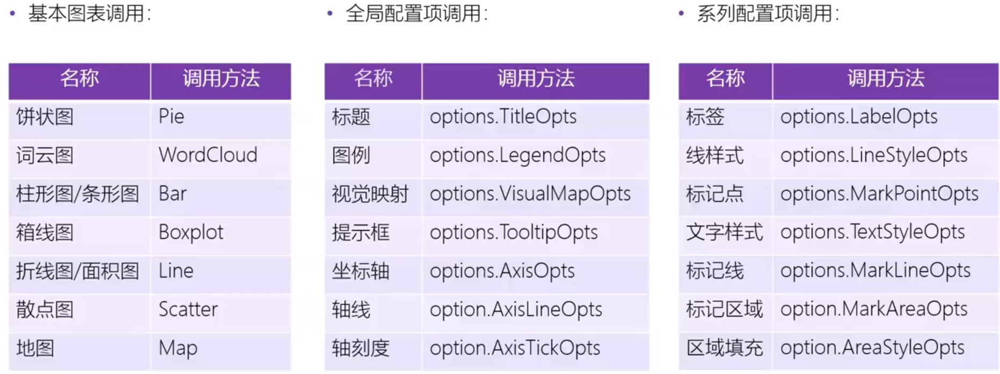 • 基本图表调用：
名称 调用方法
饼状图 Pie
词云图 WordCloud
柱形图/条形图 Bar
箱线图 Boxplot
折线图/面积图 Line
散点图 Scatter
地图 Map
• 全局配置项调用：
名称 调用方法
标题 options.TitleOpts
图例 options.LegendOpts
视觉映射 options.VisualMapOpts
提示框 options.TooltipOpts
坐标轴 options.AxisOpts
轴线 option.AxisLineOpts
轴刻度 option.AxisTickOpts
• 系列配置项调用：
名称 调用方法
标签 options.LabelOpts
线样式 options.LineStyleOpts
标记点 options.MarkPointOpts
文字样式 options.TextStyleOpts
标记线 options.MarkLineOpts
标记区域 option.MarkAreaOpts
区域填充 option.AreaStyleOpts